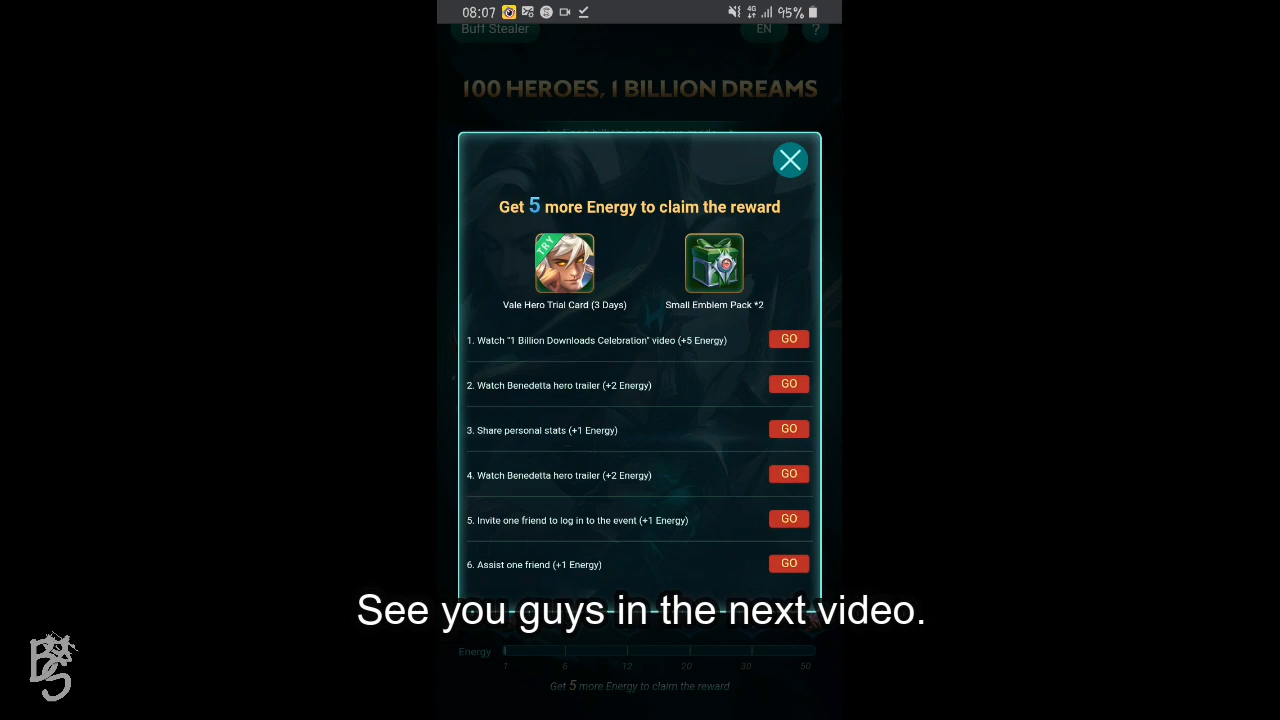 08:07
4G
95%
Buff Stealer
EN
?
100 HEROES, 1 BILLION DREAMS
Get 5 more Energy to claim the reward
TRY
Vale Hero Trial Card (3 Days)
Small Emblem Pack *2
1. Watch "1 Billion Downloads Celebration" video (+5 Energy)
GO
2. Watch Benedetta hero trailer (+2 Energy)
GO
3. Share personal stats (+1 Energy)
GO
4. Watch Benedetta hero trailer (+2 Energy)
GO
5. Invite one friend to log in to the event (+1 Energy)
GO
6. Assist one friend (+1 Energy)
GO
See you guys in the next video.
Energy
1 6 12 20 30 50
Get 5 more Energy to claim the reward